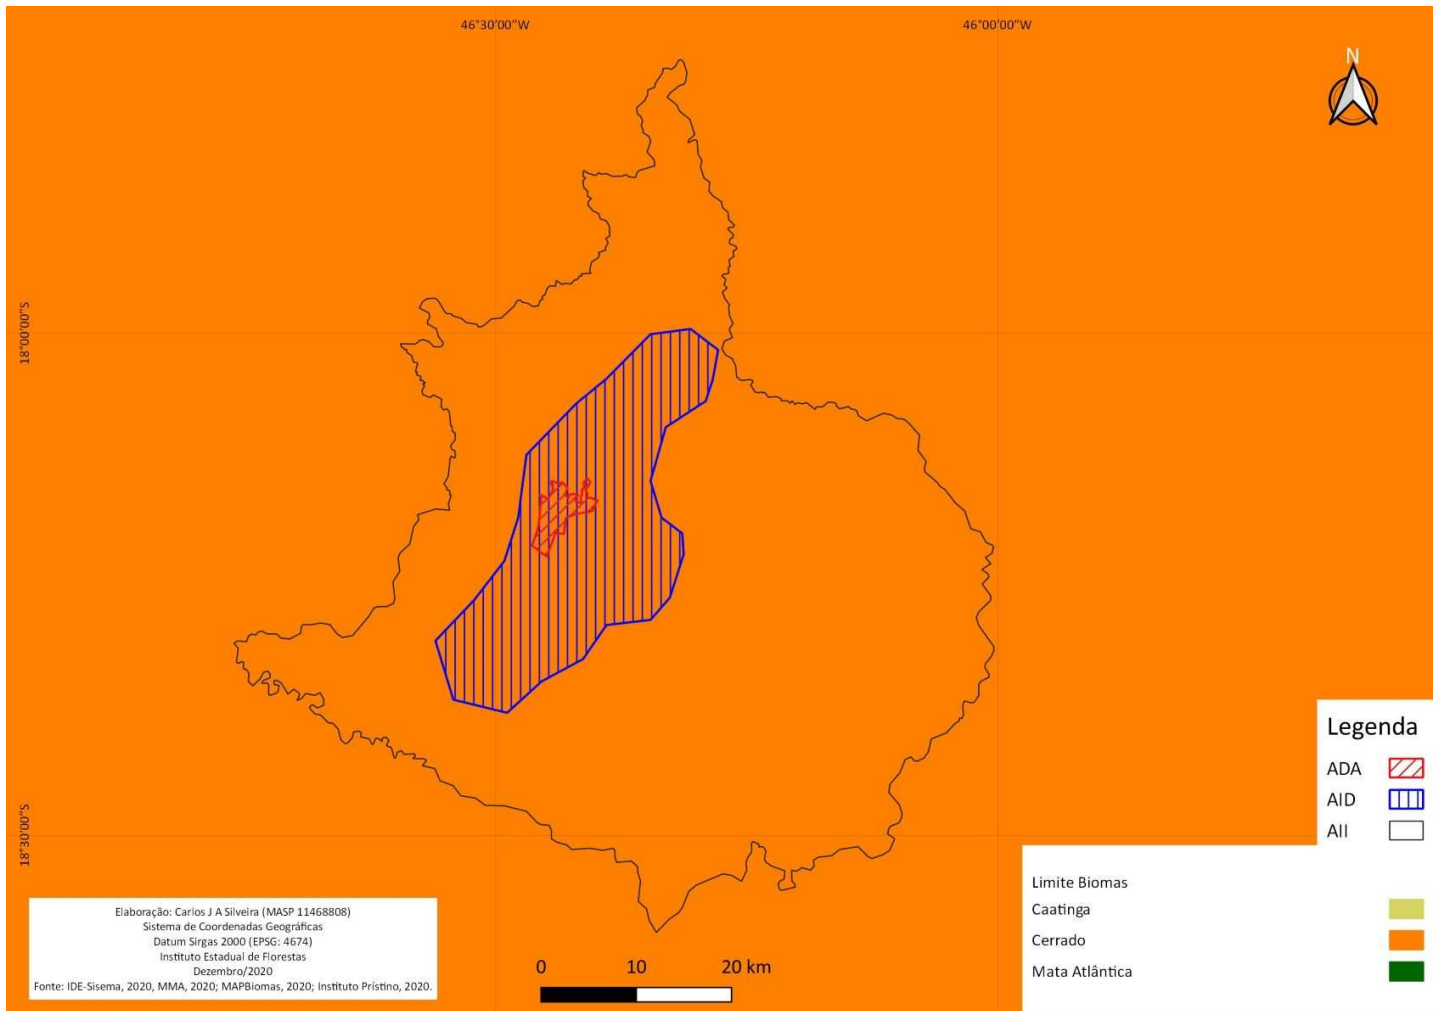 46°30'00"W
46°00'00"W
N
18°00'00"S
18°30'00"S
Legenda
ADA
AID
AII
Limite Biomas
Caatinga
Cerrado
Mata Atlântica
Elaboração: Carlos J A Silveira (MASP 11468808)
Sistema de Coordenadas Geográficas
Datum Sirgas 2000 (EPSG: 4674)
Instituto Estadual de Florestas
Dezembro/2020
Fonte: IDE-Sisema, 2020, MMA, 2020; MAPBiomas, 2020; Instituto Prístino, 2020.
0 10 20 km